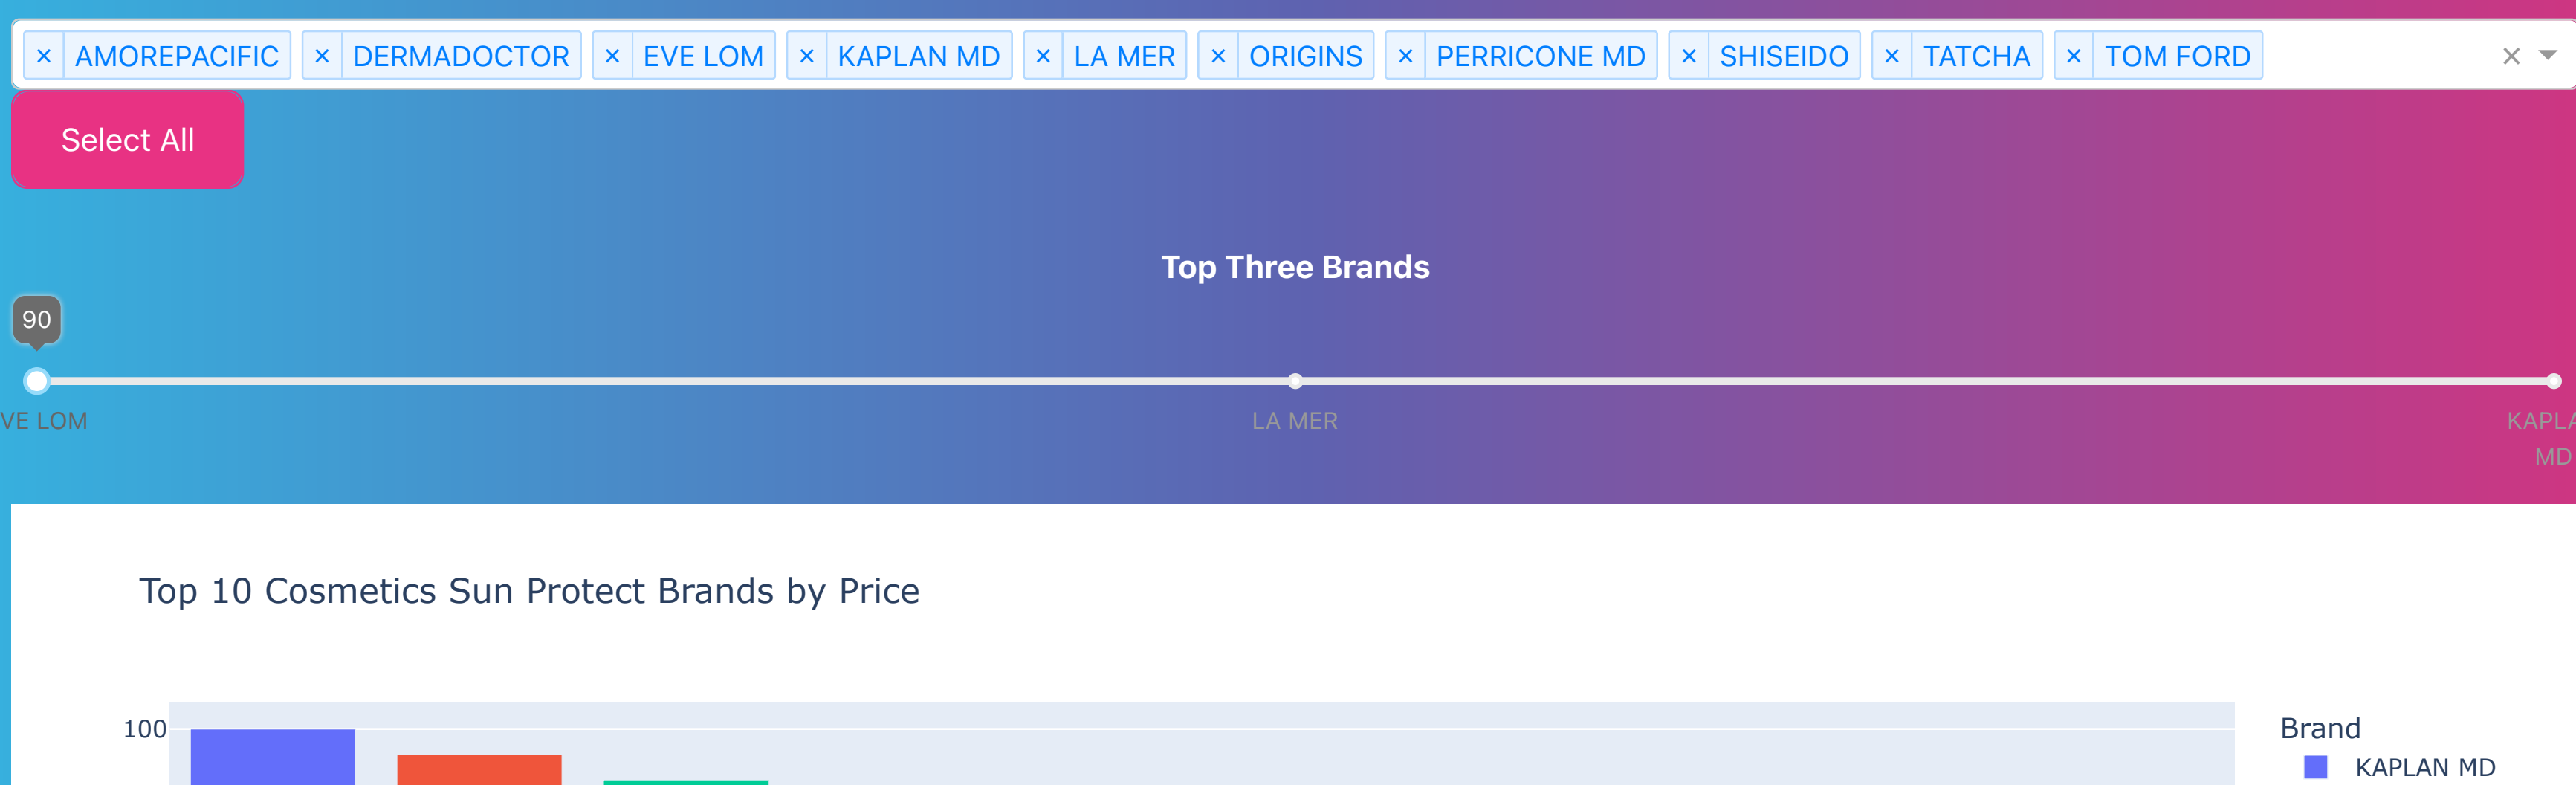 × AMOREPACIFIC × DERMADOCTOR × EVE LOM × KAPLAN MD × LA MER × ORIGINS × PERRICONE MD × SHISEIDO × TATCHA × TOM FORD ×
Select All
Top Three Brands
90
VE LOM LA MER KAPLA
MD
Top 10 Cosmetics Sun Protect Brands by Price
100
Brand
KAPLAN MD